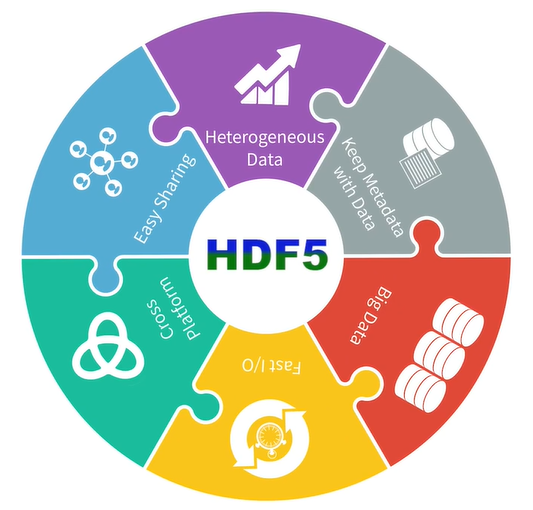 Heterogeneous
Data
Keep Metadata
with Data
Big Data
Fast I/O
Cross
Platform
Easy Sharing
HDF5